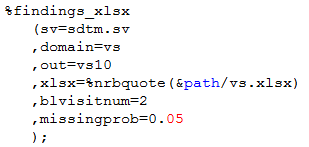 %findings_xlsx
(sv=sdtm.sv
,domain=vs
,out=vs10
,xlsx=%nrbquote(&path/vs.xlsx)
,blvisitnum=2
,missingprob=0.05
);